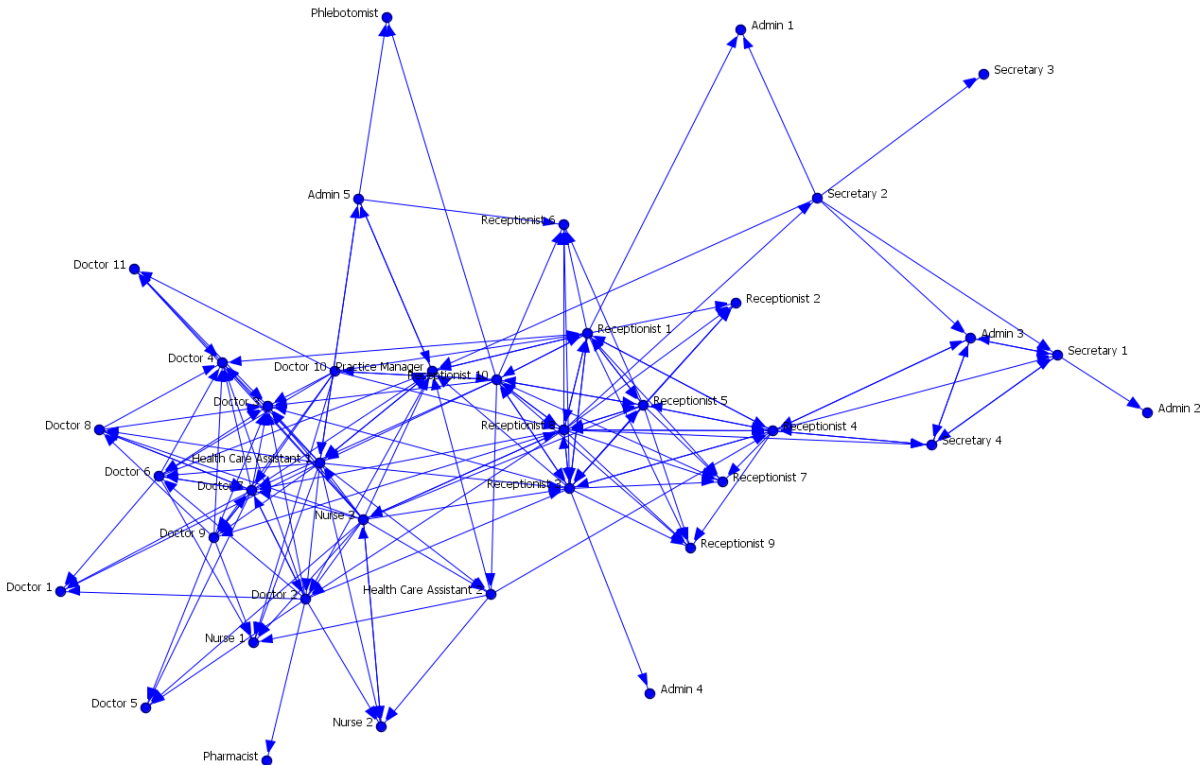 Phlebotomist
Admin 1
Secretary 3
Admin 5
Secretary 2
Receptionist 6
Doctor 11
Receptionist 2
Receptionist 1
Admin 3
Secretary 1
Doctor 4
Doctor 10
Practice Manager
Receptionist 10
Doctor 3
Receptionist 5
Admin 2
Doctor 8
Receptionist
Receptionist 4
Secretary 4
Health Care Assistant 1
Doctor 6
Doctor 7
Receptionist 3
Receptionist 7
Nurse 3
Doctor 9
Receptionist 9
Doctor 1
Doctor 2
Health Care Assistant 2
Nurse 1
Admin 4
Doctor 5
Nurse 2
Pharmacist